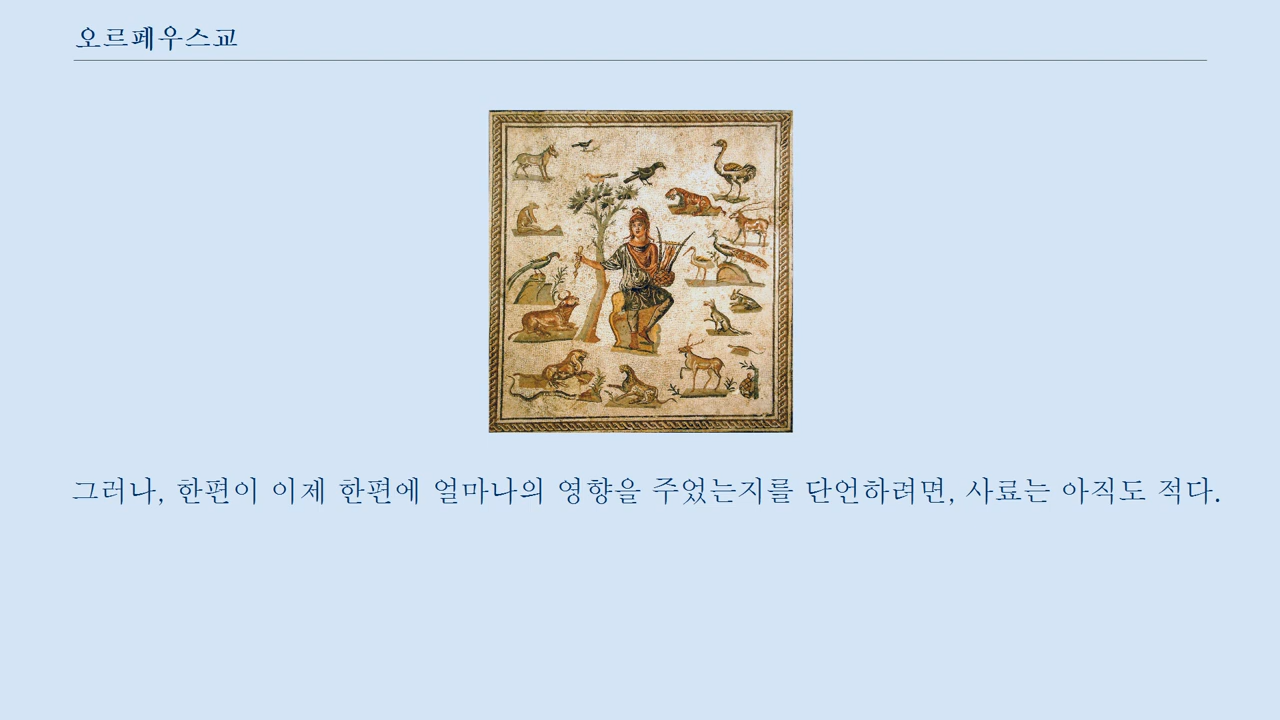 오르페우스교
그러나, 한편이 이제 한편에 얼마나의 영향을 주었는지를 단언하려면, 사료는 아직도 적다.